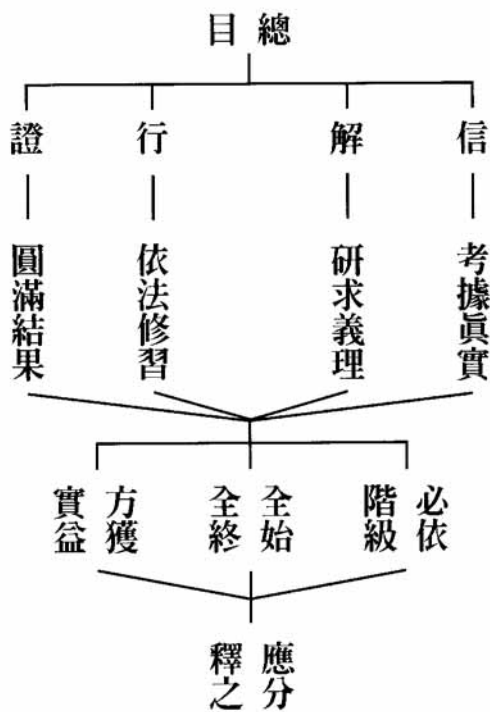 總目
信
解
行
證
考據眞實
研求義理
依法修習
圓滿結果
必依
階級
全始
全終
方獲
實益
應分
釋之